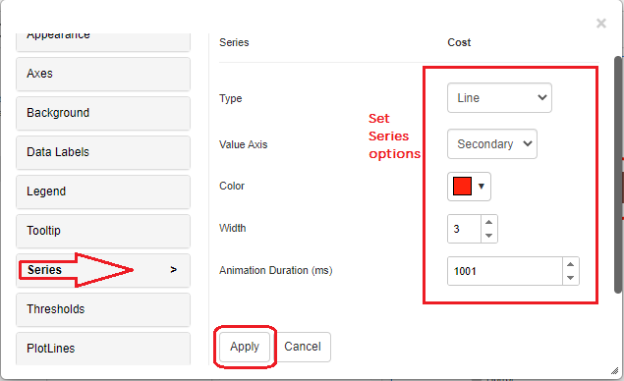 ×
Appearance
Axes
Background
Data Labels
Legend
Tooltip
Series >
Thresholds
PlotLines
Series Cost
Type Line
Set
Series
options
Value Axis Secondary
Color
Width 3
Animation Duration (ms) 1001
Apply Cancel